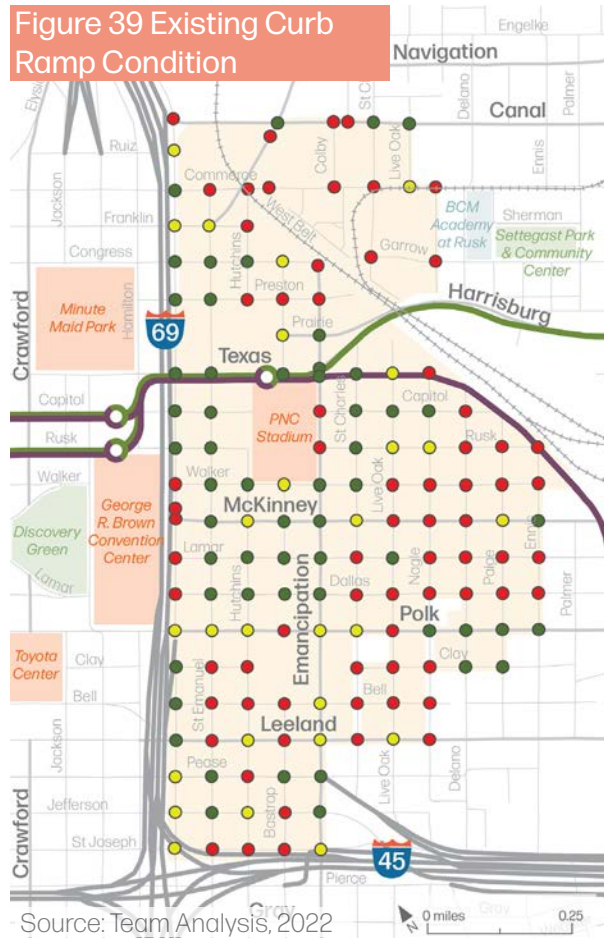 Figure 39 Existing Curb
Ramp Condition
Engelke
Navigation
Delano
Palmer
Canal
Ruiz
Colby
Live Oak
Ennis
Commerce
Jackson
West Belt
BCM
Academy
at Rusk
Sherman
Settegast Park
& Community
Center
Franklin
Hutchins
Congress
Garrow
Crawford
Minute
Maid Park
Hamilton
Preston
Harrisburg
69
Prairie
Texas
Capitol
Capitol
PNC
Stadium
St Charles
Rusk
Rusk
Walker
Walker
Live Oak
McKinney
George
R. Brown
Convention
Center
Discovery
Green
Lamar
Lamar
Hutchins
Emancipation
Dallas
Nagle
Paige
Ennis
Palmer
Polk
Toyota
Center
Clay
Clay
Bell
Bell
St Emanuel
Leeland
Jackson
Pease
Live Oak
Delano
Jefferson
Bastrop
Crawford
St Joseph
45
Pierce
Gray
Gray
N
0 miles
0.25
Source: Team Analysis, 2022